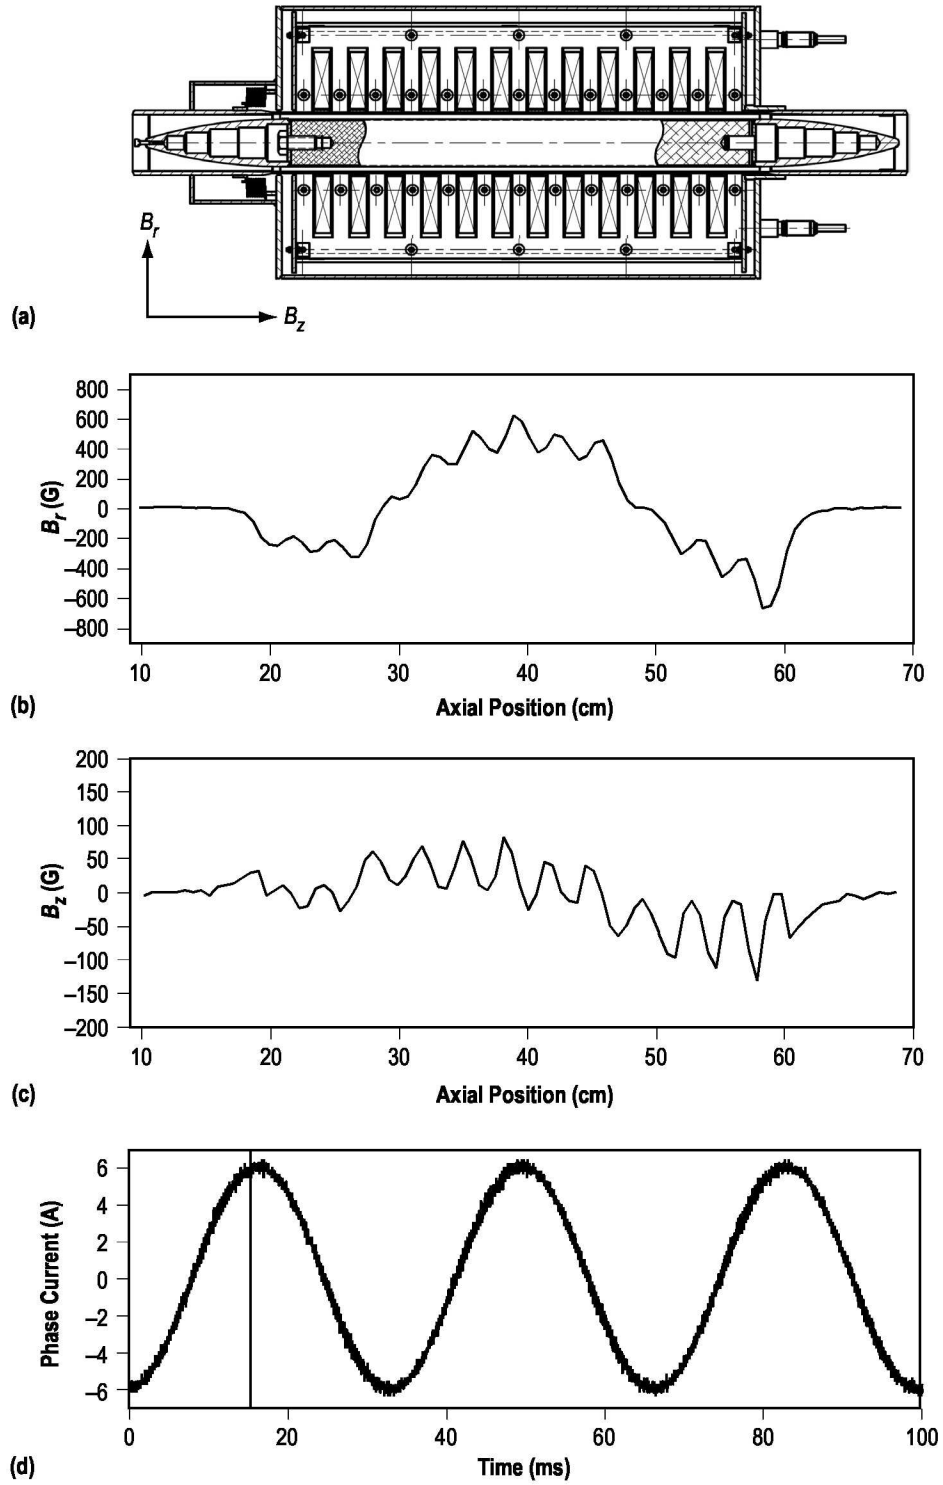 B_r
B_z
(a)
800
600
400
200
0
–200
–400
–600
–800
B_r (G)
10 20 30 40 50 60 70
Axial Position (cm)
(b)
200
150
100
50
0
–50
–100
–150
–200
B_z (G)
10 20 30 40 50 60 70
Axial Position (cm)
(c)
6
4
2
0
–2
–4
–6
Phase Current (A)
0 20 40 60 80 100
Time (ms)
(d)